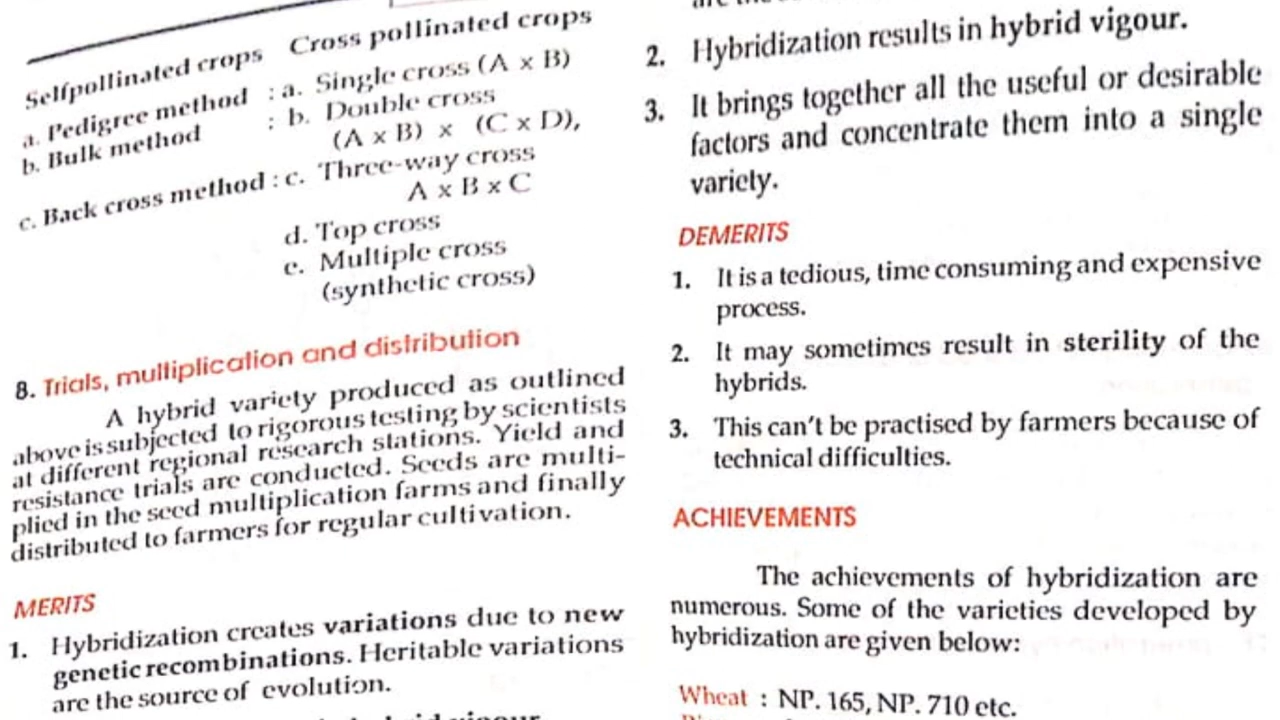 Selfpollinated crops Cross pollinated crops
a. Pedigree method : a. Single cross (A x B)
b. Bulk method : b. Double cross
(A x B) x (C x D),
c. Back cross method : c. Three-way cross
A x B x C
d. Top cross
e. Multiple cross
(synthetic cross)
8. Trials, multiplication and distribution
A hybrid variety produced as outlined
above is subjected to rigorous testing by scientists
at different regional research stations. Yield and
resistance trials are conducted. Seeds are multi-
plied in the seed multiplication farms and finally
distributed to farmers for regular cultivation.
MERITS
1. Hybridization creates variations due to new
genetic recombinations. Heritable variations
are the source of evolution.
hybrid vigour.
2. Hybridization results in hybrid vigour.
3. It brings together all the useful or desirable
factors and concentrate them into a single
variety.
DEMERITS
1. It is a tedious, time consuming and expensive
process.
2. It may sometimes result in sterility of the
hybrids.
3. This can't be practised by farmers because of
technical difficulties.
ACHIEVEMENTS
The achievements of hybridization are
numerous. Some of the varieties developed by
hybridization are given below:
Wheat : NP. 165, NP. 710 etc.